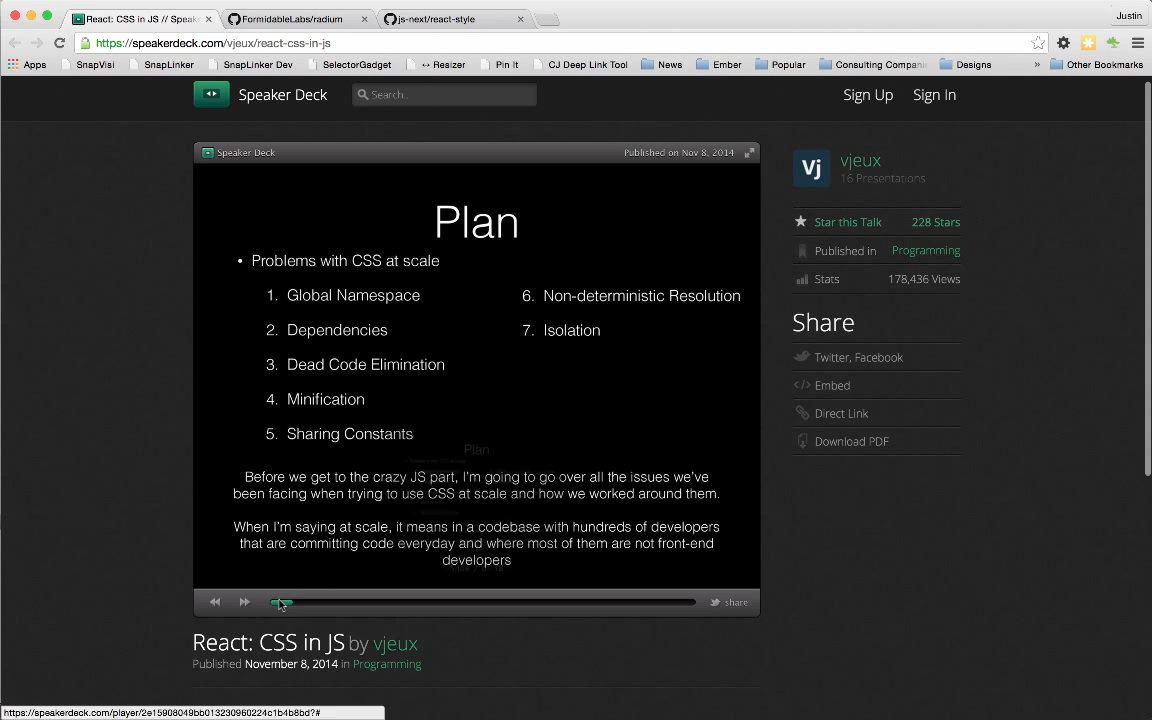 React: CSS in JS // Speake
FormidableLabs/radium
js-next/react-style
Justin
https://speakerdeck.com/vjeux/react-css-in-js
Apps
SnapVisi
SnapLinker
SnapLinker Dev
SelectorGadget
↔ Resizer
Pin It
CJ Deep Link Tool
News
Ember
Popular
Consulting Compani
Designs
»
Other Bookmarks
Speaker Deck
Search..
Sign Up
Sign In
Speaker Deck
Published on Nov 8, 2014
Plan
• Problems with CSS at scale
1. Global Namespace
2. Dependencies
3. Dead Code Elimination
4. Minification
5. Sharing Constants
6. Non-deterministic Resolution
7. Isolation
Plan
Before we get to the crazy JS part, I'm going to go over all the issues we've
been facing when trying to use CSS at scale and how we worked around them.
When I'm saying at scale, it means in a codebase with hundreds of developers
that are committing code everyday and where most of them are not front-end
developers
share
Vj
vjeux
16 Presentations
Star this Talk
228 Stars
Published in
Programming
Stats
178,436 Views
Share
Twitter, Facebook
Embed
Direct Link
Download PDF
React: CSS in JS by vjeux
Published November 8, 2014 in Programming
https://speakerdeck.com/player/2e15908049bb013230960224c1b4b8bd?#